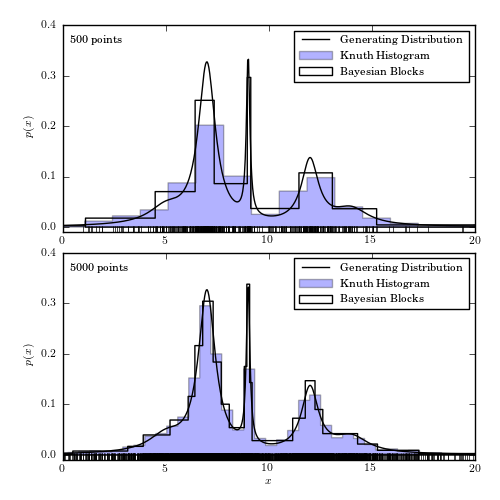 0.4
500 points
Generating Distribution
Knuth Histogram
Bayesian Blocks
0.3
0.2
p(x)
0.1
0.0
0 5 10 15 20
0.4
5000 points
Generating Distribution
Knuth Histogram
Bayesian Blocks
0.3
0.2
p(x)
0.1
0.0
0 5 10 15 20
x